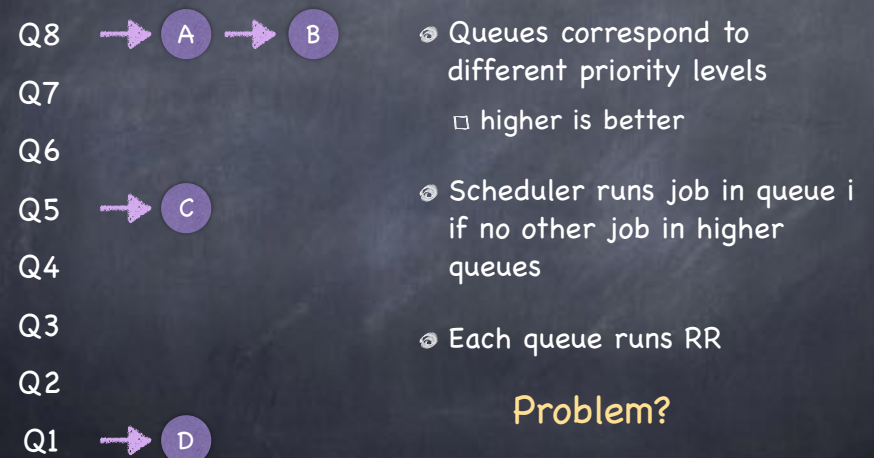 Q8
A
B
Q7
Q6
Q5
C
Q4
Q3
Q2
Q1
D
Queues correspond to
different priority levels
higher is better
Scheduler runs job in queue i
if no other job in higher
queues
Each queue runs RR
Problem?